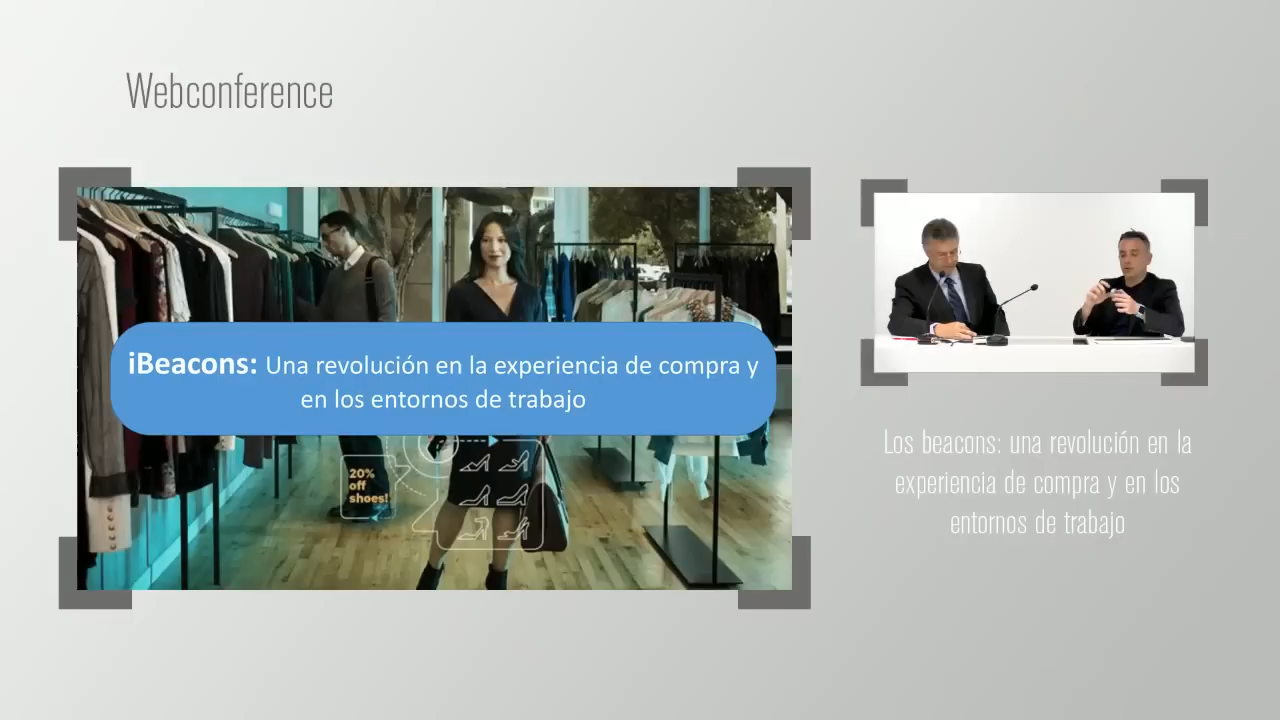 Webconference
iBeacons: Una revolución en la experiencia de compra y
en los entornos de trabajo
20%
off
shoes!
Los beacons: una revolución en la
experiencia de compra y en los
entornos de trabajo